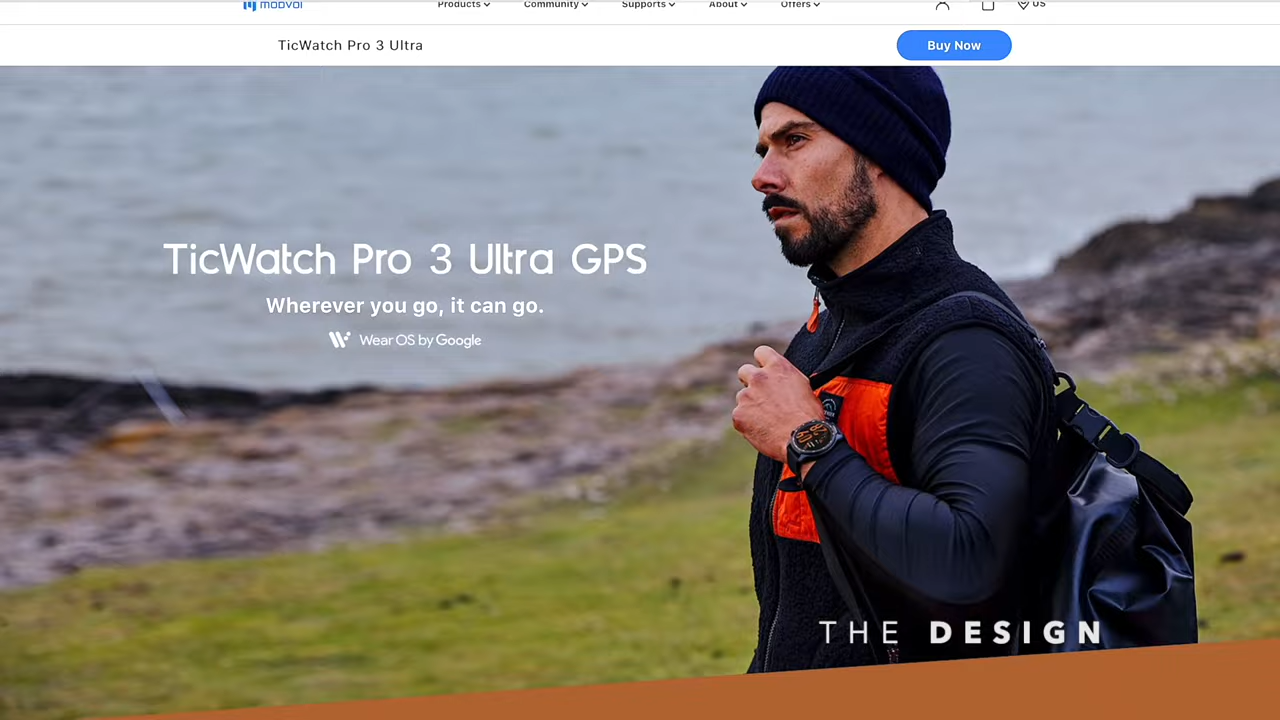 mobvoi
Products
Community
Supports
About
Offers
US
TicWatch Pro 3 Ultra
Buy Now
TicWatch Pro 3 Ultra GPS
Wherever you go, it can go.
Wear OS by Google
THE DESIGN